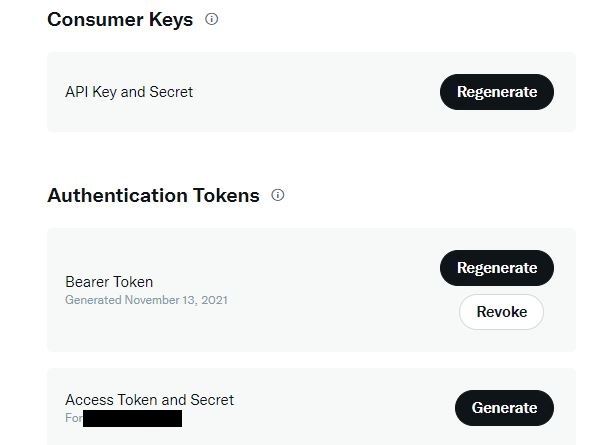 Consumer Keys
API Key and Secret
Regenerate
Authentication Tokens
Bearer Token
Generated November 13, 2021
Regenerate
Revoke
Access Token and Secret
For
Generate